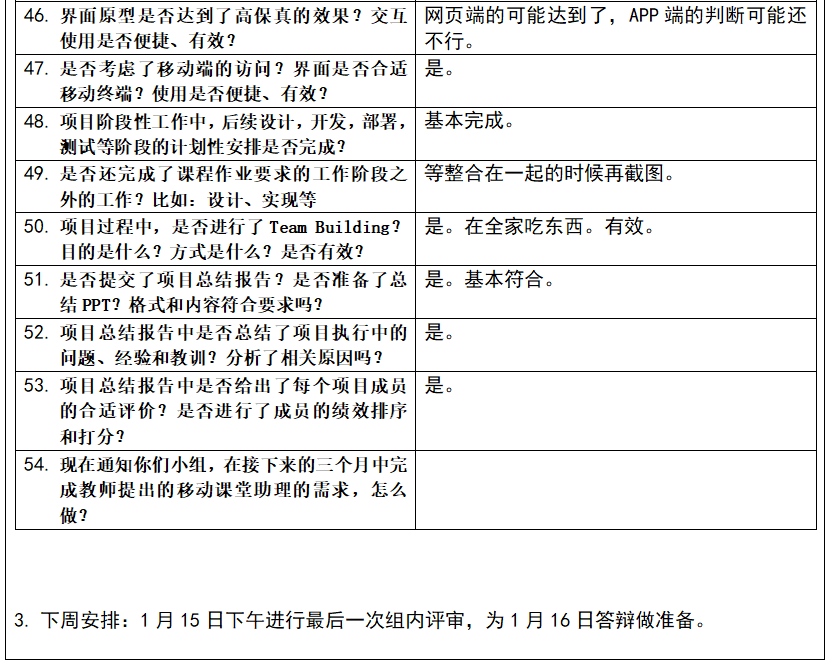 46. 界面原型是否达到了高保真的效果？交互
使用是否便捷、有效？
网页端的可能达到了，APP 端的判断可能还
不行。
47. 是否考虑了移动端的访问？界面是否合适
移动终端？使用是否便捷、有效？
是。
48. 项目阶段性工作中，后续设计，开发，部署，
测试等阶段的计划性安排是否完成？
基本完成。
49. 是否还完成了课程作业要求的工作阶段之
外的工作？比如：设计、实现等
等整合在一起的时候再截图。
50. 项目过程中，是否进行了 Team Building？
目的是什么？方式是什么？是否有效？
是。在全家吃东西。有效。
51. 是否提交了项目总结报告？是否准备了总
结 PPT？格式和内容符合要求吗？
是。基本符合。
52. 项目总结报告中是否总结了项目执行中的
问题、经验和教训？分析了相关原因吗？
是。
53. 项目总结报告中是否给出了每个项目成员
的合适评价？是否进行了成员的绩效排序
和打分？
是。
54. 现在通知你们小组，在接下来的三个月中完
成教师提出的移动课堂助理的需求，怎么
做？
3. 下周安排：1 月 15 日下午进行最后一次组内评审，为 1 月 16 日答辩做准备。